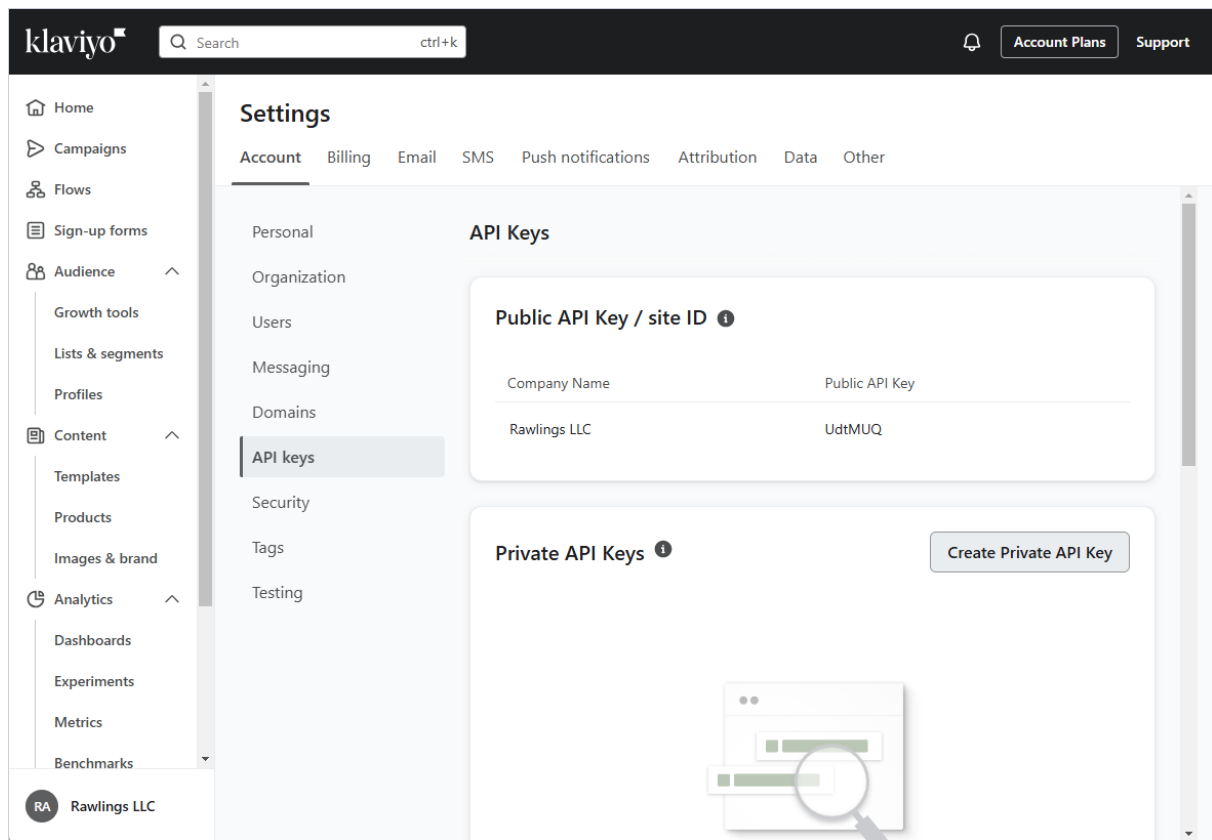 klaviyo
Search ctrl+k
Account Plans
Support
Home
Campaigns
Flows
Sign-up forms
Audience
Growth tools
Lists & segments
Profiles
Content
Templates
Products
Images & brand
Analytics
Dashboards
Experiments
Metrics
Benchmarks
RA Rawlings LLC
Settings
Account Billing Email SMS Push notifications Attribution Data Other
Personal
Organization
Users
Messaging
Domains
API keys
Security
Tags
Testing
API Keys
Public API Key / site ID
Company Name Public API Key
Rawlings LLC UdtMUQ
Private API Keys
Create Private API Key